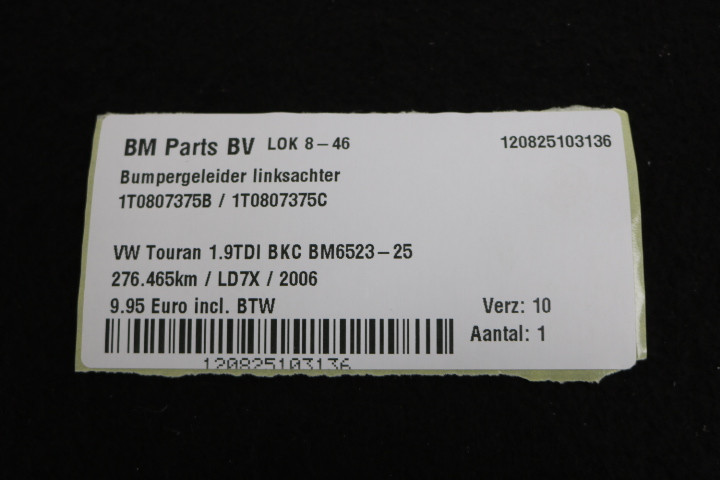 BM Parts BV LOK 8-46 120825103136
Bumpergeleider linksachter
1T0807375B / 1T0807375C
VW Touran 1.9TDI BKC BM6523-25
276.465km / LD7X / 2006
9.95 Euro incl. BTW Verz: 10
Aantal: 1
120825103136